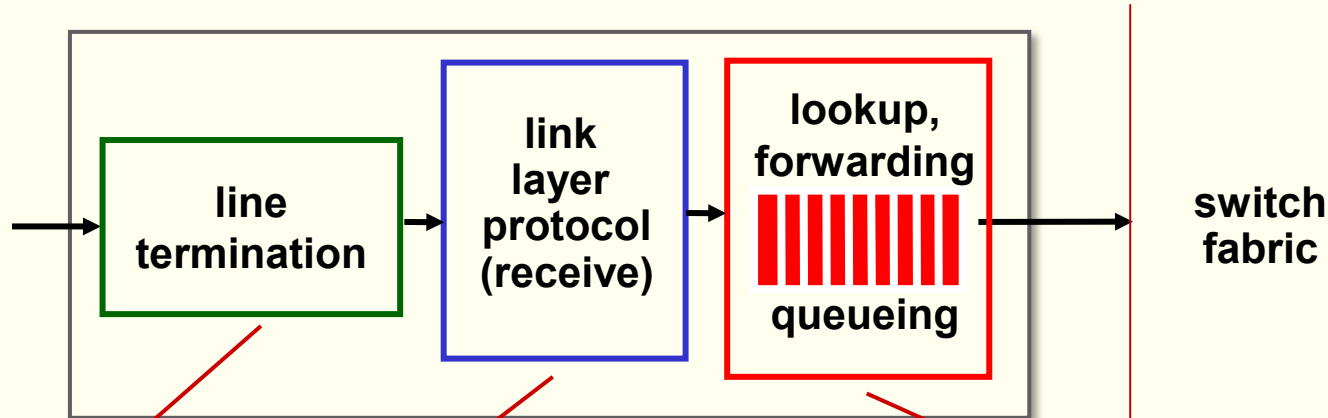 line
termination
link
layer
protocol
(receive)
lookup,
forwarding
queueing
switch
fabric